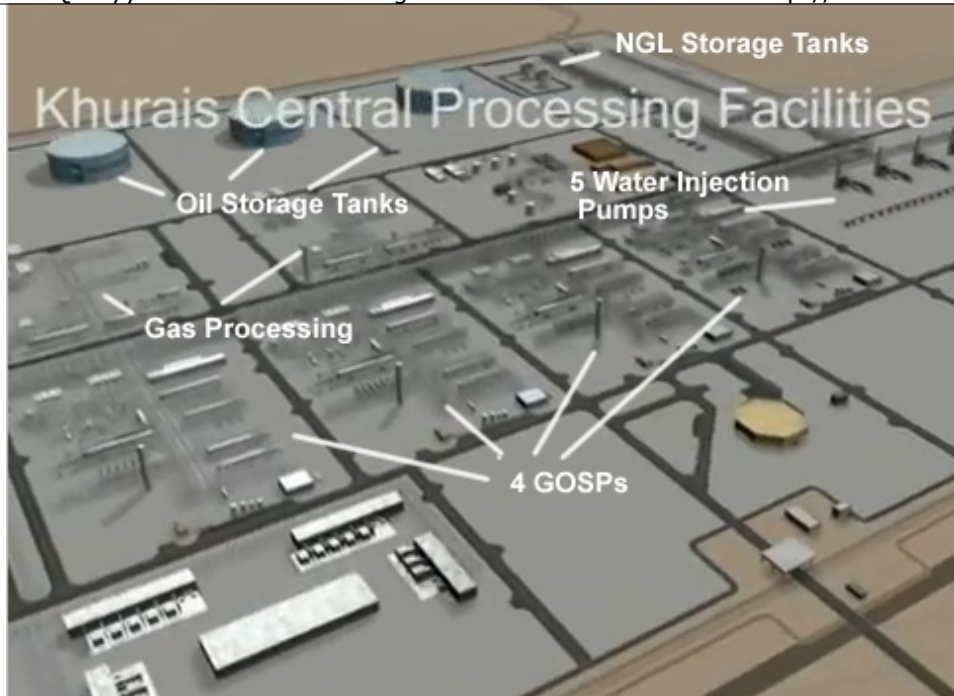 NGL Storage Tanks
Khurais Central Processing Facilities
5 Water Injection
Pumps
Oil Storage Tanks
Gas Processing
4 GOSPs